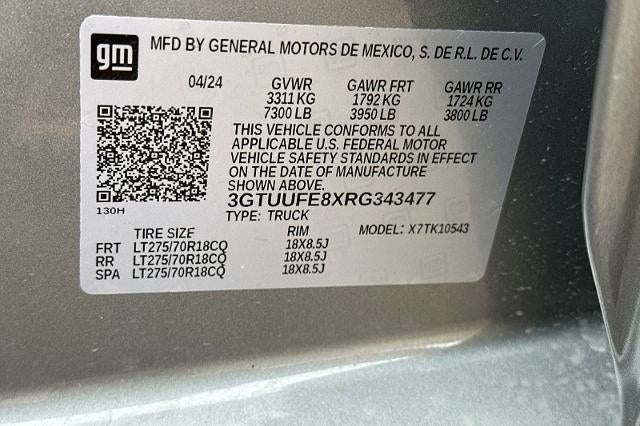 gm MFD BY GENERAL MOTORS DE MEXICO, S. DE R.L. DE C.V.
04/24 GVWR GAWR FRT GAWR RR
3311 KG 1792 KG 1724 KG
7300 LB 3950 LB 3800 LB
THIS VEHICLE CONFORMS TO ALL
APPLICABLE U.S. FEDERAL MOTOR
VEHICLE SAFETY STANDARDS IN EFFECT
ON THE DATE OF MANUFACTURE
SHOWN ABOVE.
3GTUUFE8XRG343477
130H
TYPE: TRUCK
TIRE SIZE RIM MODEL: X7TK10543
FRT LT275/70R18CQ 18X8.5J
RR LT275/70R18CQ 18X8.5J
SPA LT275/70R18CQ 18X8.5J